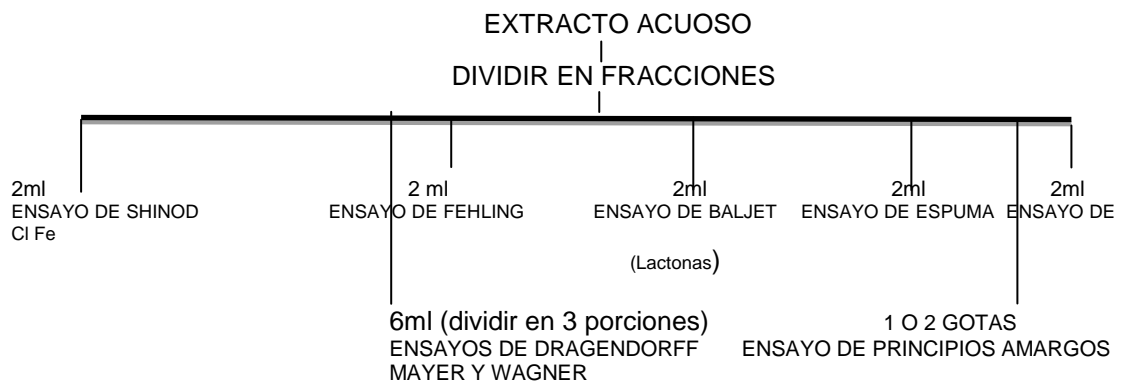 EXTRACTO ACUOSO
DIVIDIR EN FRACCIONES
2ml 2 ml 2ml 2ml 2ml
ENSAYO DE SHINOD ENSAYO DE FEHLING ENSAYO DE BALJET ENSAYO DE ESPUMA ENSAYO DE
Cl Fe
(Lactonas)
6ml (dividir en 3 porciones) 1 O 2 GOTAS
ENSAYOS DE DRAGENDORFF ENSAYO DE PRINCIPIOS AMARGOS
MAYER Y WAGNER